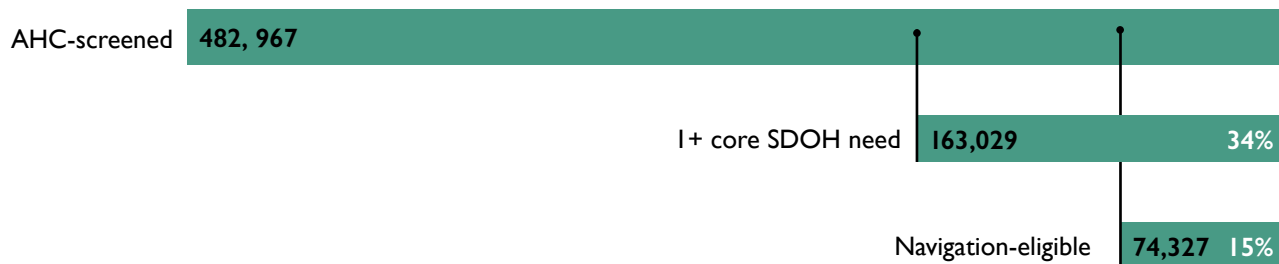 AHC-screened 482, 967
1+ core SDOH need 163,029 34%
Navigation-eligible 74,327 15%